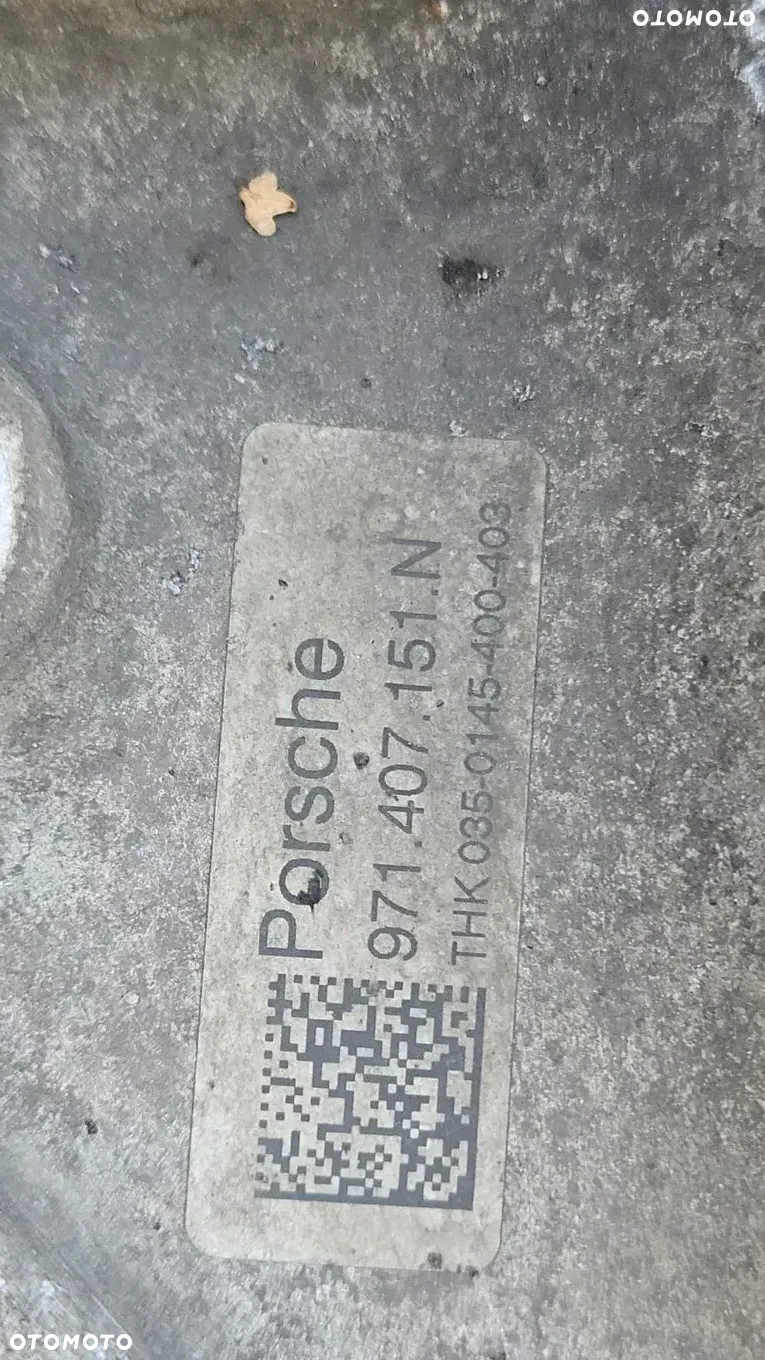 OTOMOTO
Porsche
971.407.151.N
THK 035-0145-400-403
OTOMOTO